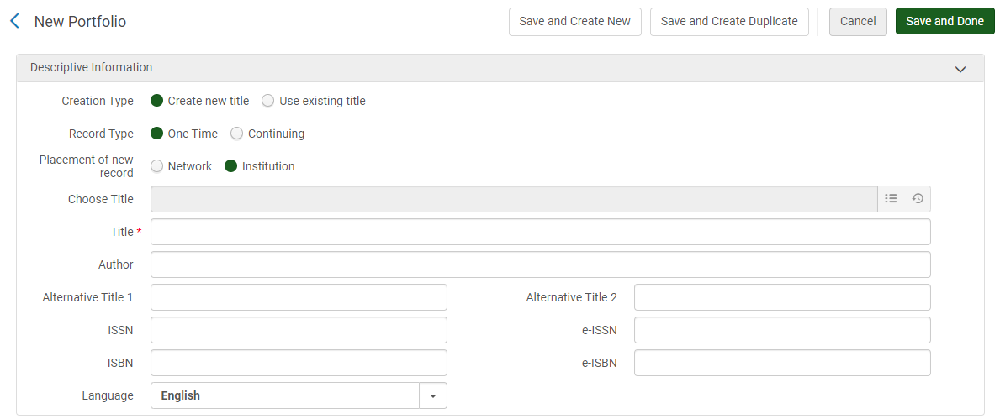 New Portfolio Save and Create New Save and Create Duplicate Cancel Save and Done
Descriptive Information
Creation Type Create new title Use existing title
Record Type One Time Continuing
Placement of new
record Network Institution
Choose Title
Title *
Author
Alternative Title 1 Alternative Title 2
ISSN e-ISSN
ISBN e-ISBN
Language English